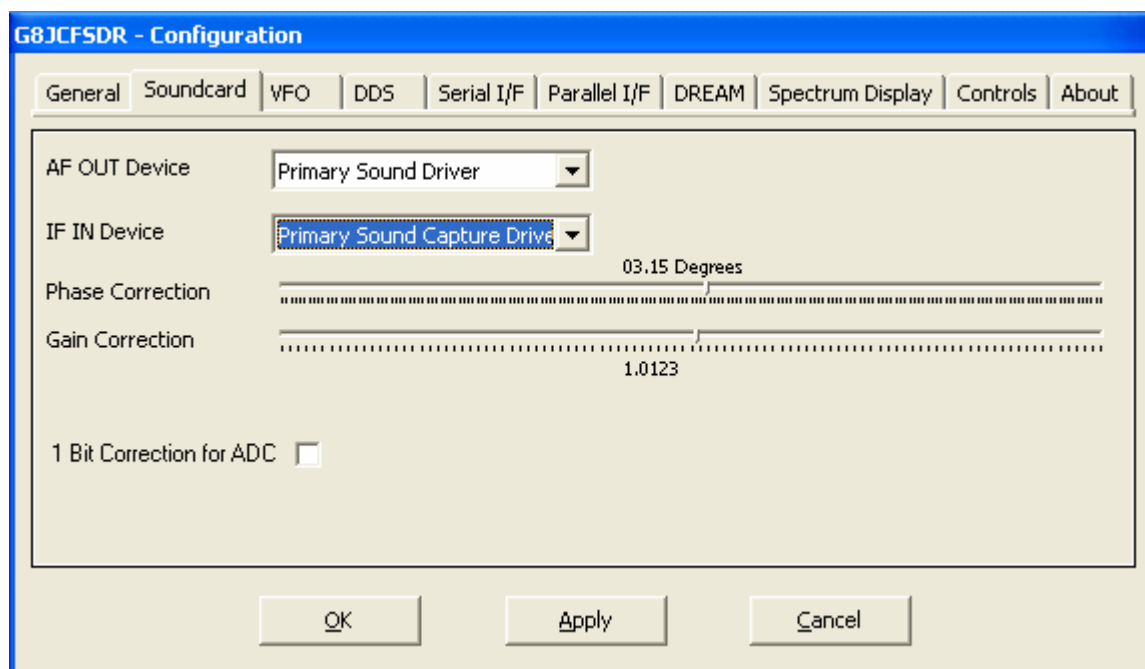 G8JCFSDR - Configuration
General Soundcard VFO DDS Serial I/F Parallel I/F DREAM Spectrum Display Controls About
AF OUT Device Primary Sound Driver
IF IN Device Primary Sound Capture Drive
03.15 Degrees
Phase Correction
Gain Correction
1.0123
1 Bit Correction for ADC
OK Apply Cancel